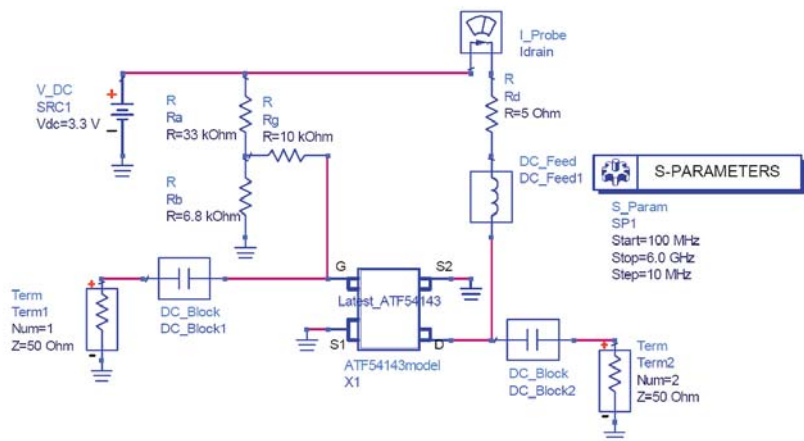 I_Probe
Idrain
V_DC
SRC1
Vdc=3.3 V
R
Ra
R=33 kOhm
R
Rg
R=10 kOhm
R
Rd
R=5 Ohm
R
Rb
R=6.8 kOhm
DC_Feed
DC_Feed1
S-PARAMETERS
S_Param
SP1
Start=100 MHz
Stop=6.0 GHz
Step=10 MHz
Term
Term1
Num=1
Z=50 Ohm
DC_Block
DC_Block1
G
S2
Latest_ATF54143
S1
D
ATF54143model
X1
DC_Block
DC_Block2
Term
Term2
Num=2
Z=50 Ohm